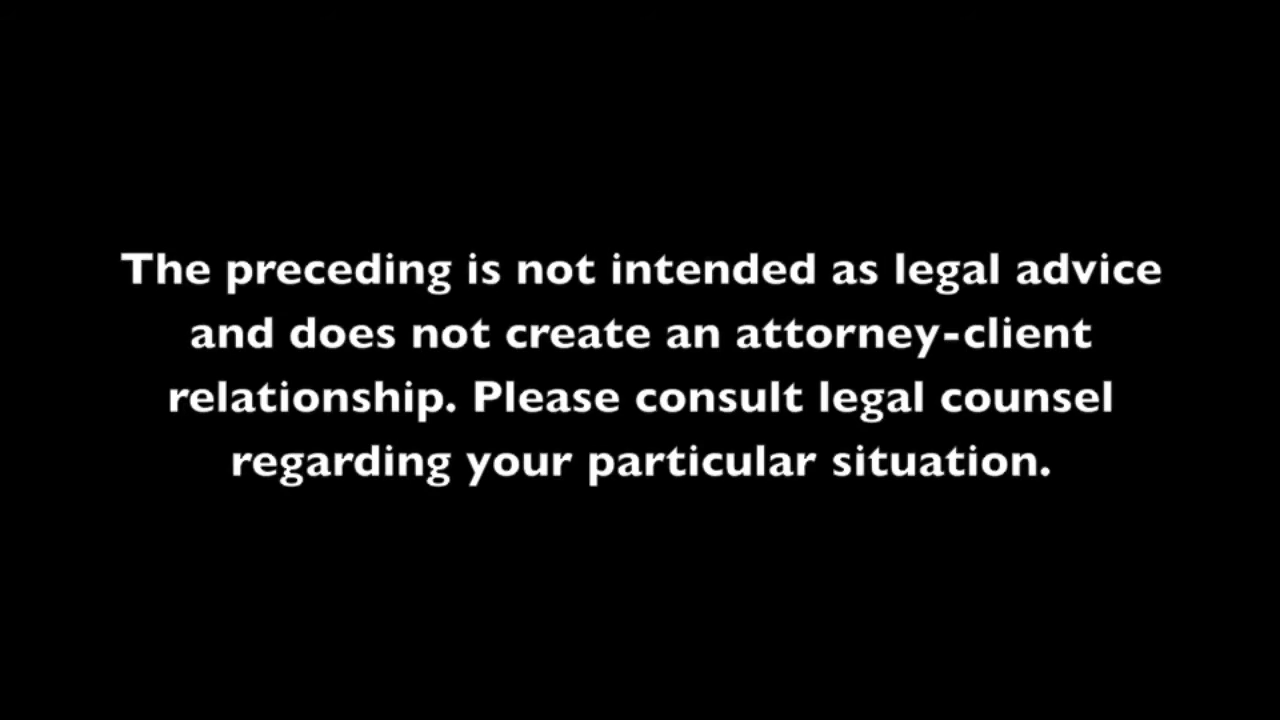 The preceding is not intended as legal advice
and does not create an attorney-client
relationship. Please consult legal counsel
regarding your particular situation.